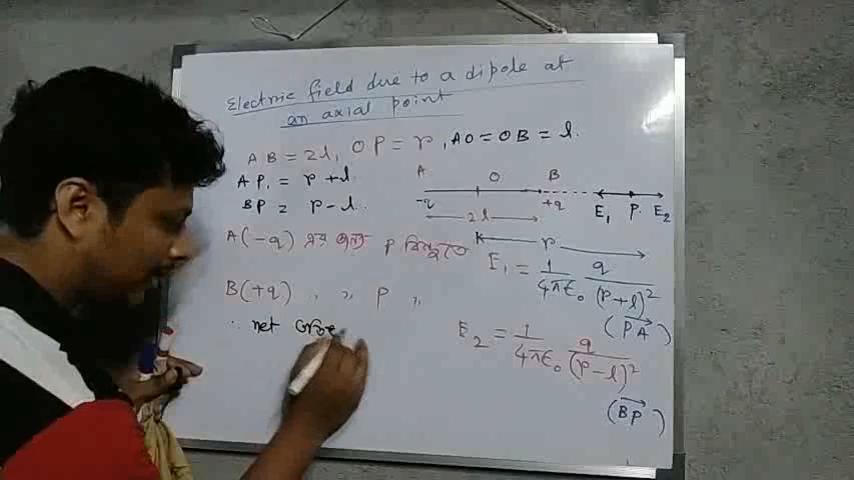 Electric field due to a dipole at
an axial point
AB = 2l, OP = r, AO = OB = l.
AP, = r + l.
BP = r - l.
A O B
-q +q E₁ P. E₂
2l
r
A (-q) এর জন্য P বিন্দুতে
E₁ = 1/4πε₀ q/(r+l)²
(PA→)
B (+q) , ,, P ,,
E₂ = 1/4πε₀ q/(r-l)²
(BP→)
∴ net